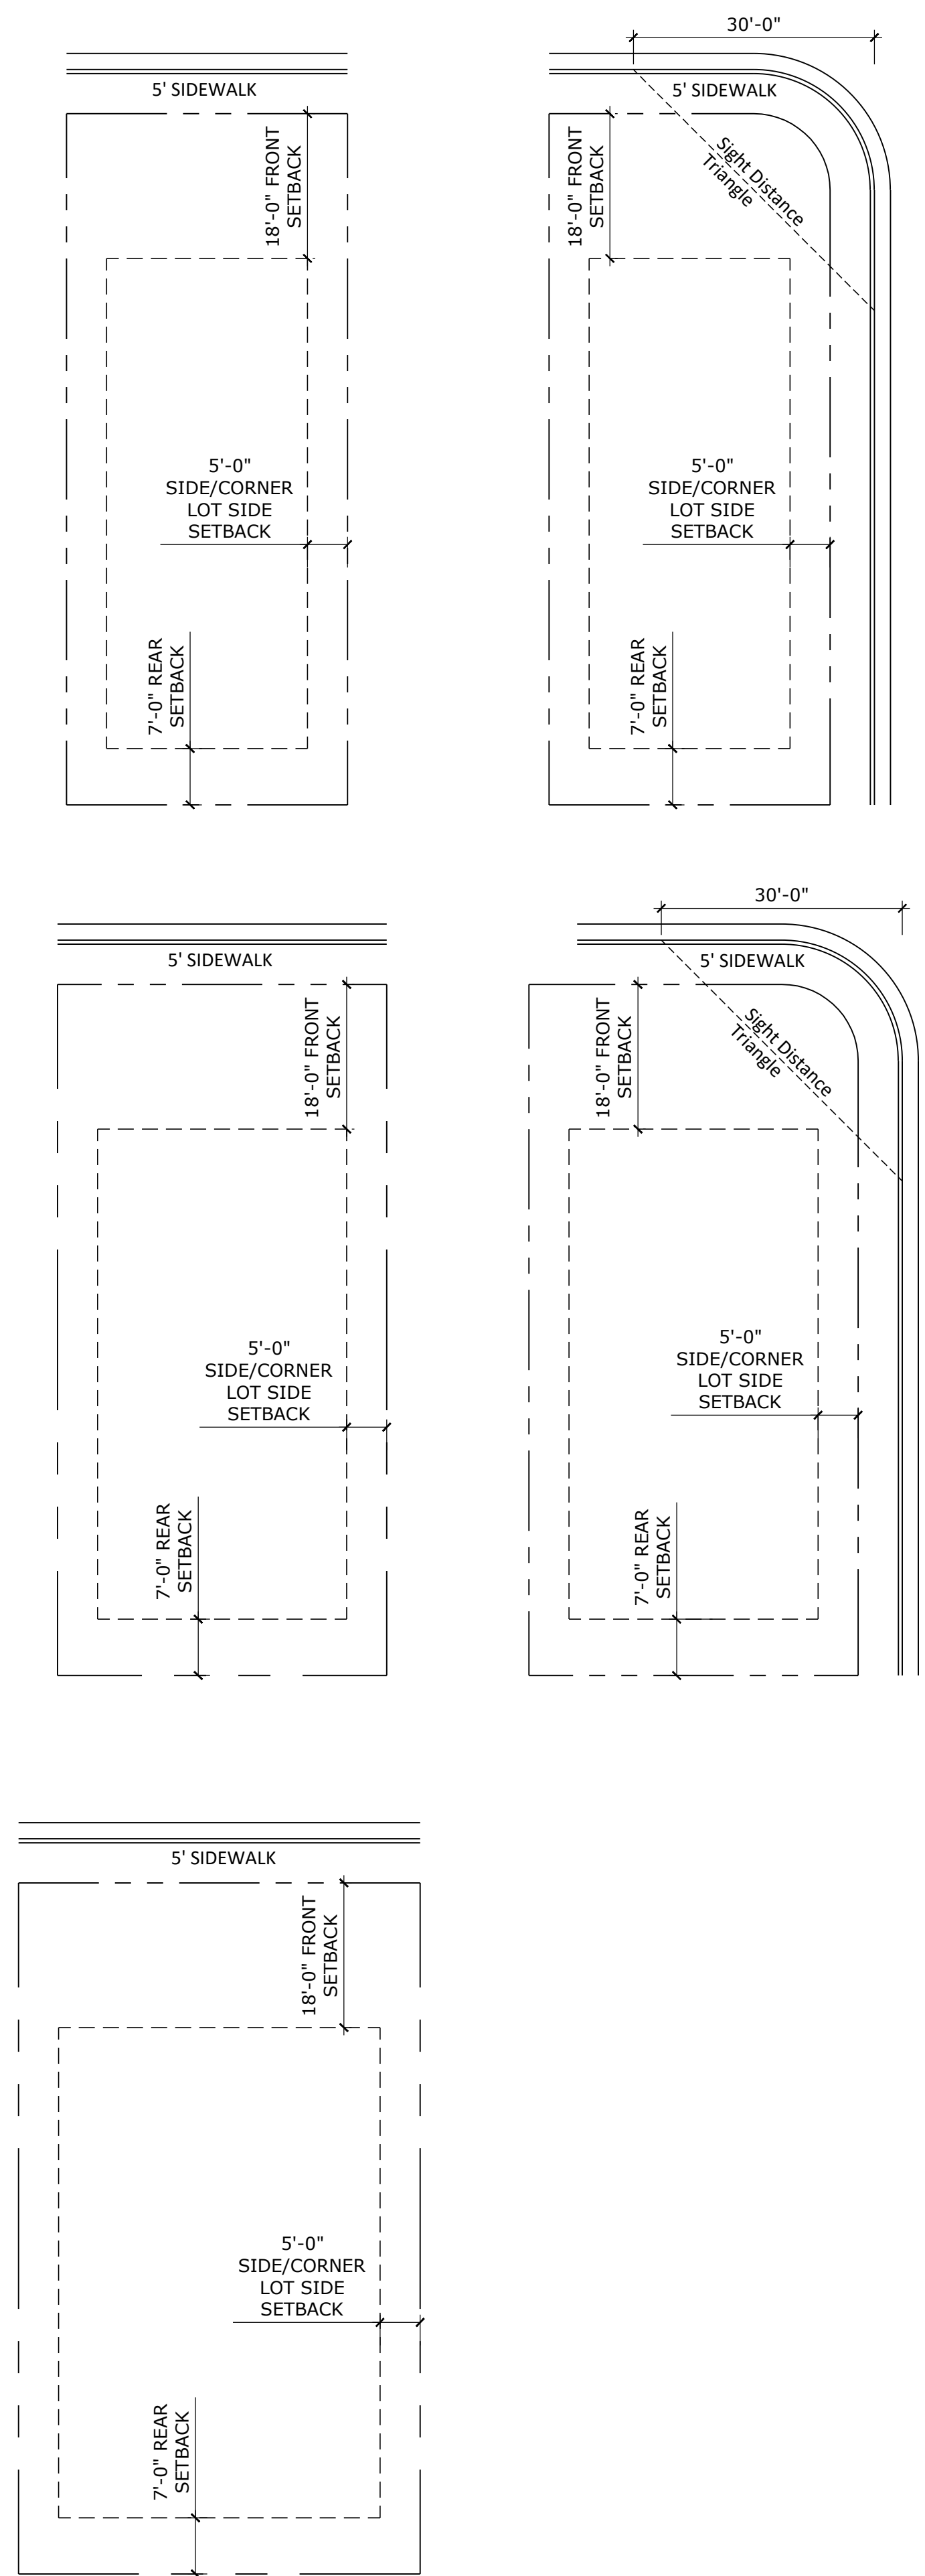 5' SIDEWALK
18'-0" FRONT
SETBACK
5'-0"
SIDE/CORNER
LOT SIDE
SETBACK
7'-0" REAR
SETBACK
30'-0"
5' SIDEWALK
18'-0" FRONT
SETBACK
Sight Distance
Triangle
5'-0"
SIDE/CORNER
LOT SIDE
SETBACK
7'-0" REAR
SETBACK
5' SIDEWALK
18'-0" FRONT
SETBACK
5'-0"
SIDE/CORNER
LOT SIDE
SETBACK
7'-0" REAR
SETBACK
30'-0"
5' SIDEWALK
18'-0" FRONT
SETBACK
Sight Distance
Triangle
5'-0"
SIDE/CORNER
LOT SIDE
SETBACK
7'-0" REAR
SETBACK
5' SIDEWALK
18'-0" FRONT
SETBACK
5'-0"
SIDE/CORNER
LOT SIDE
SETBACK
7'-0" REAR
SETBACK